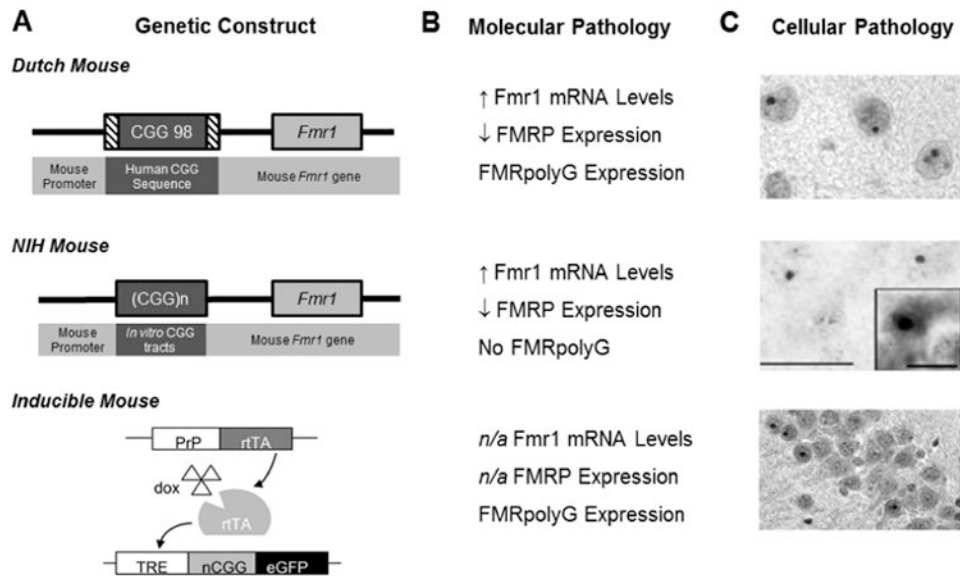 A Genetic Construct B Molecular Pathology C Cellular Pathology
Dutch Mouse
CGG 98 Fmr1
Mouse Promoter
Human CGG Sequence
Mouse Fmr1 gene
↑ Fmr1 mRNA Levels
↓ FMRP Expression
FMRpolyG Expression
NIH Mouse
(CGG)n Fmr1
Mouse Promoter
In vitro CGG tracts
Mouse Fmr1 gene
↑ Fmr1 mRNA Levels
↓ FMRP Expression
No FMRpolyG
Inducible Mouse
PrP rtTA
dox
rtTA
TRE nCGG eGFP
n/a Fmr1 mRNA Levels
n/a FMRP Expression
FMRpolyG Expression